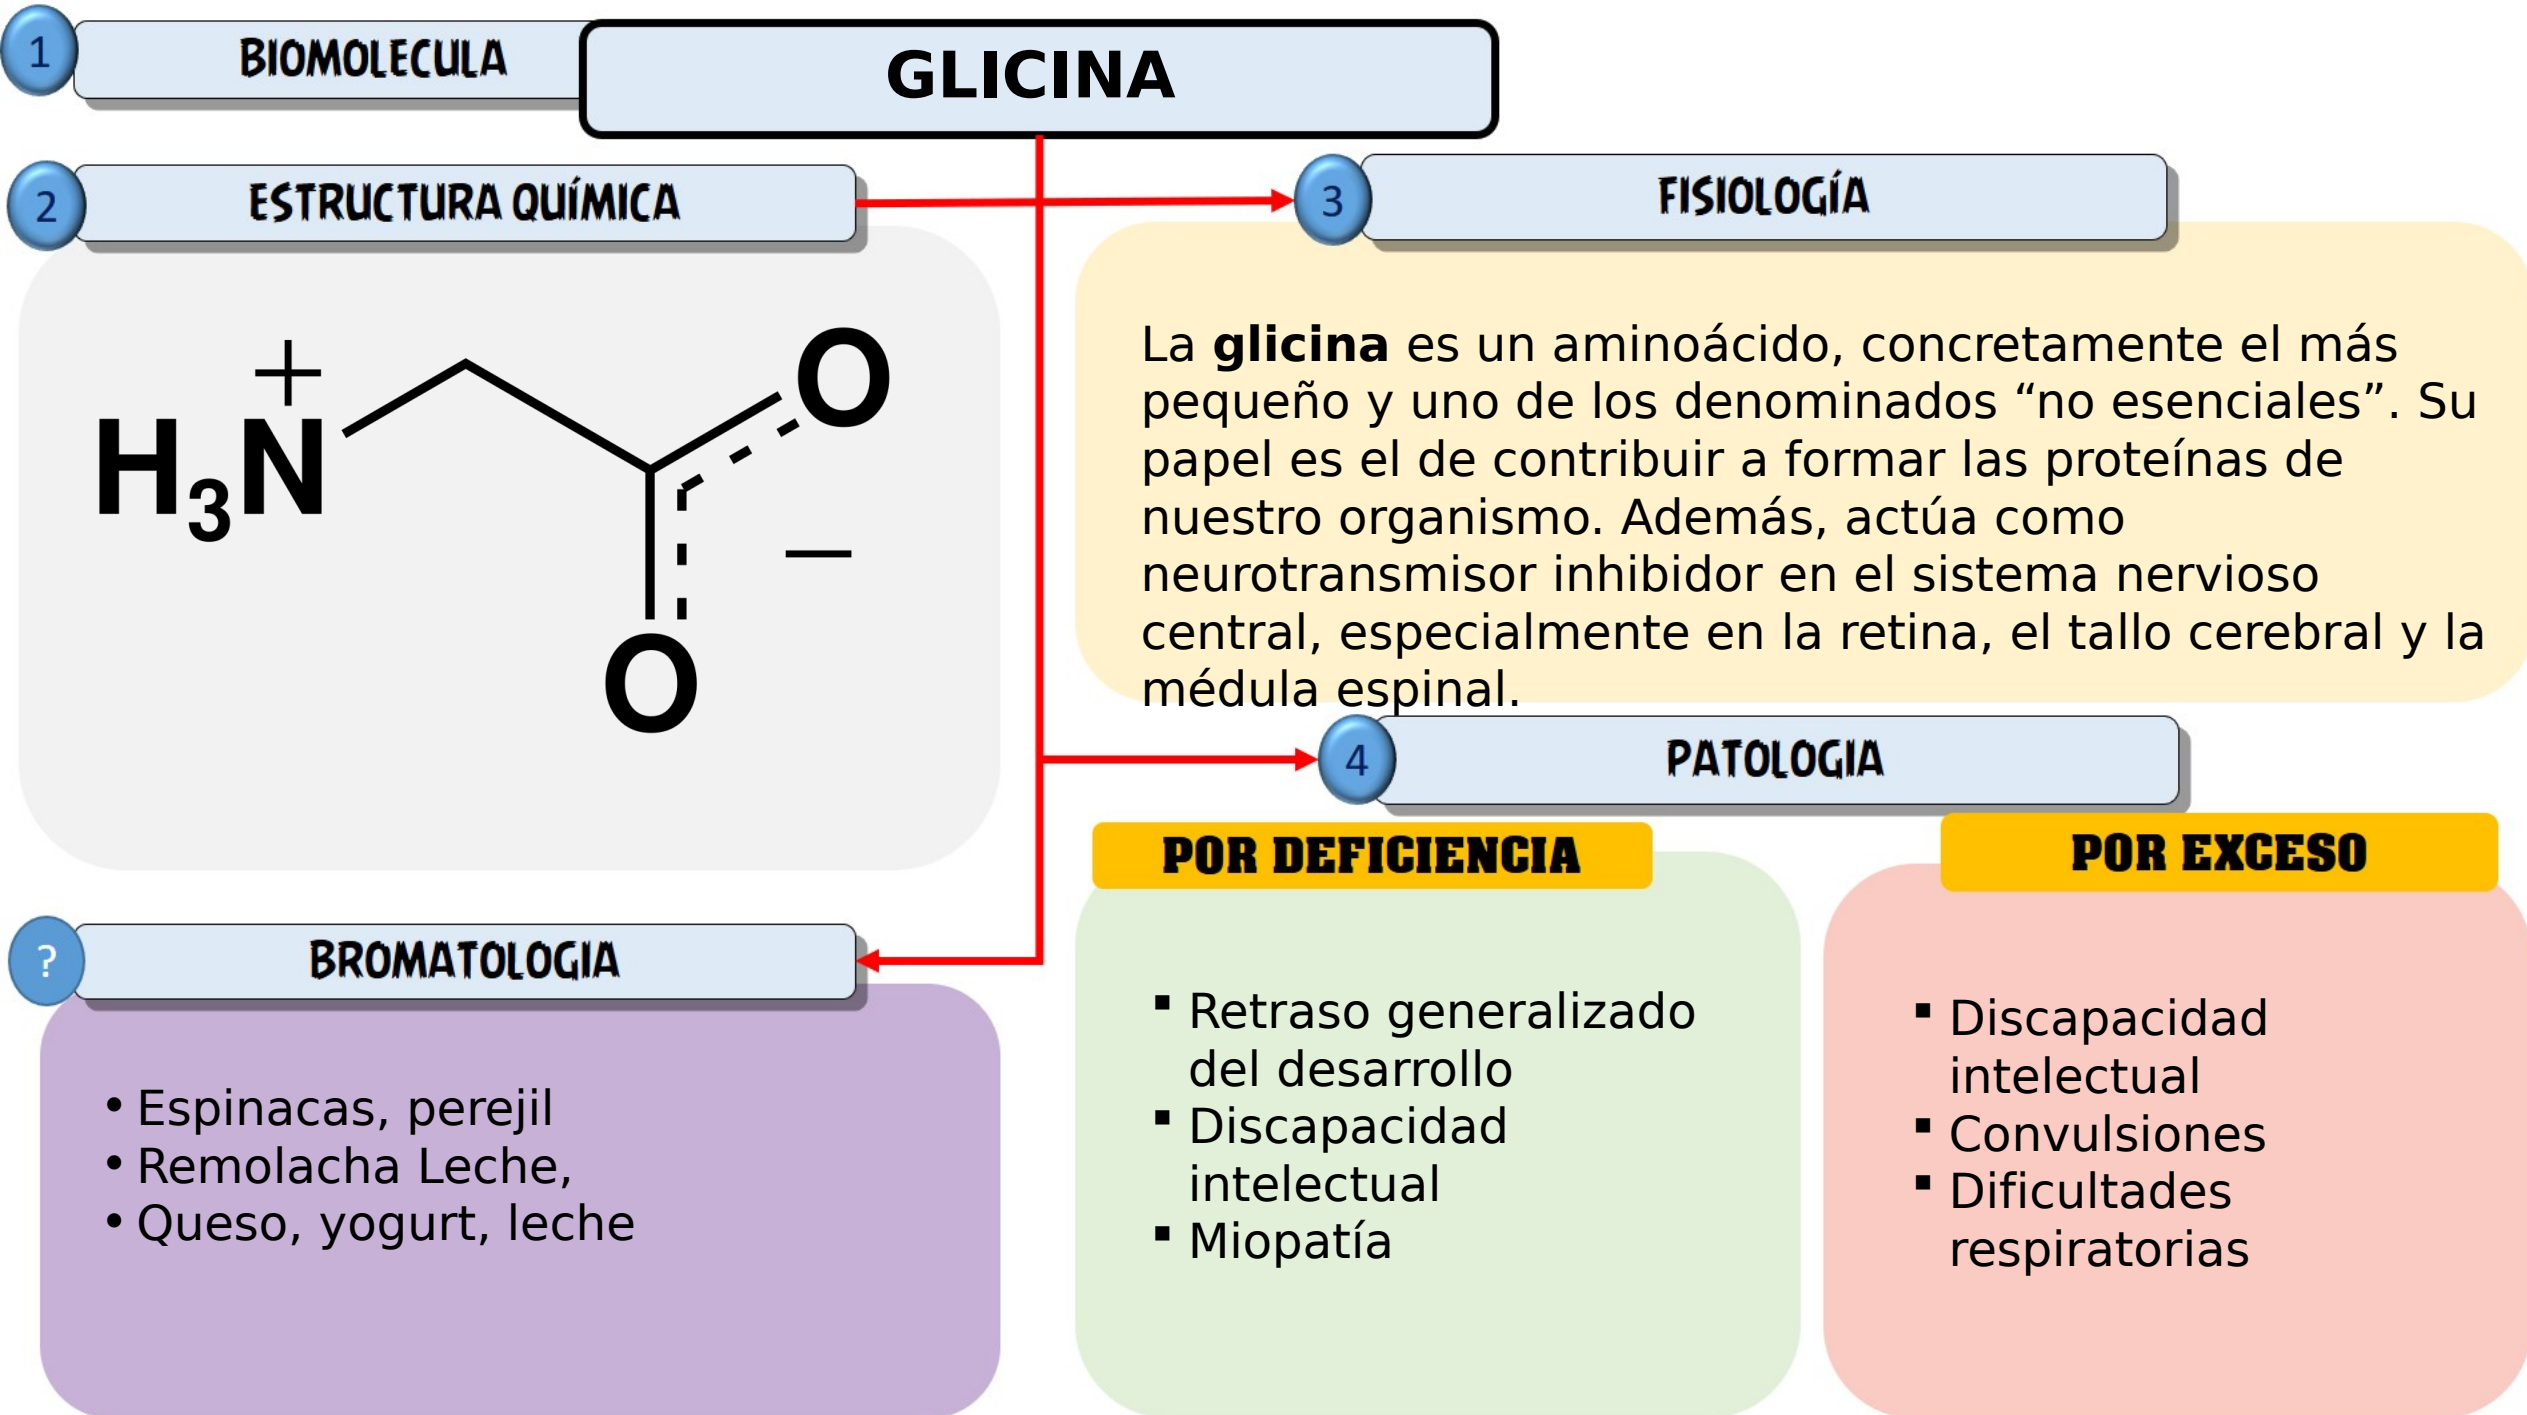 1
BIOMOLECULA
GLICINA
2
ESTRUCTURA QUÍMICA
+
H3N
O
−
O
3
FISIOLOGÍA
La glicina es un aminoácido, concretamente el más
pequeño y uno de los denominados “no esenciales”. Su
papel es el de contribuir a formar las proteínas de
nuestro organismo. Además, actúa como
neurotransmisor inhibidor en el sistema nervioso
central, especialmente en la retina, el tallo cerebral y la
médula espinal.
4
PATOLOGIA
POR DEFICIENCIA
▪ Retraso generalizado
del desarrollo
▪ Discapacidad
intelectual
▪ Miopatía
POR EXCESO
▪ Discapacidad
intelectual
▪ Convulsiones
▪ Dificultades
respiratorias
?
BROMATOLOGIA
• Espinacas, perejil
• Remolacha Leche,
• Queso, yogurt, leche